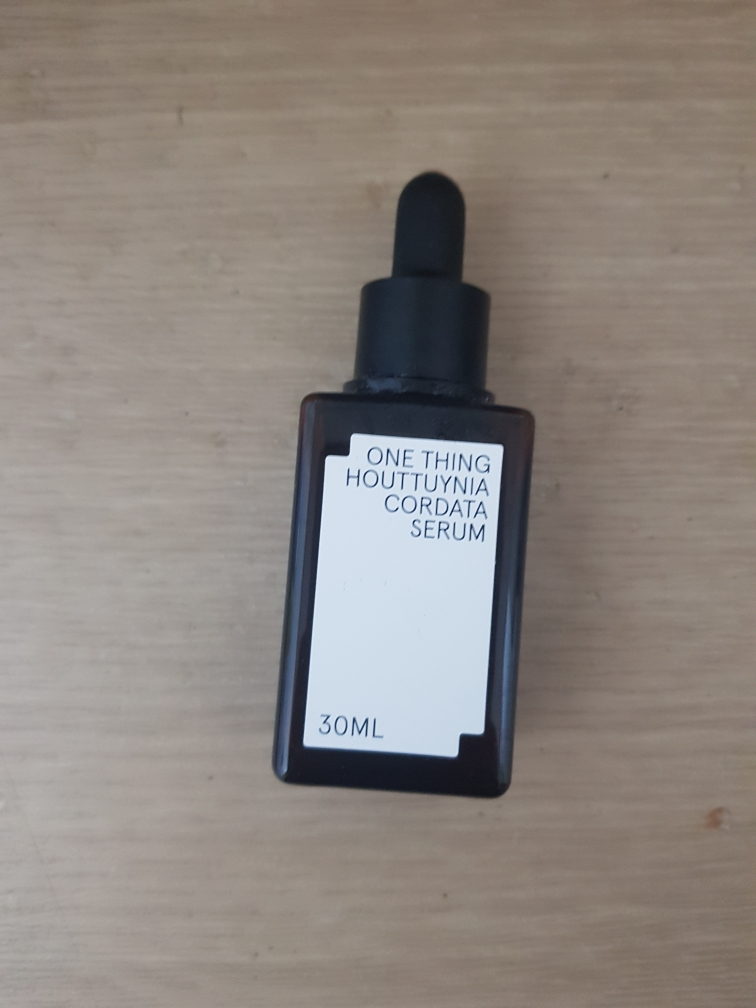 ONE THING
HOUTTUYNIA
CORDATA
SERUM
30ML